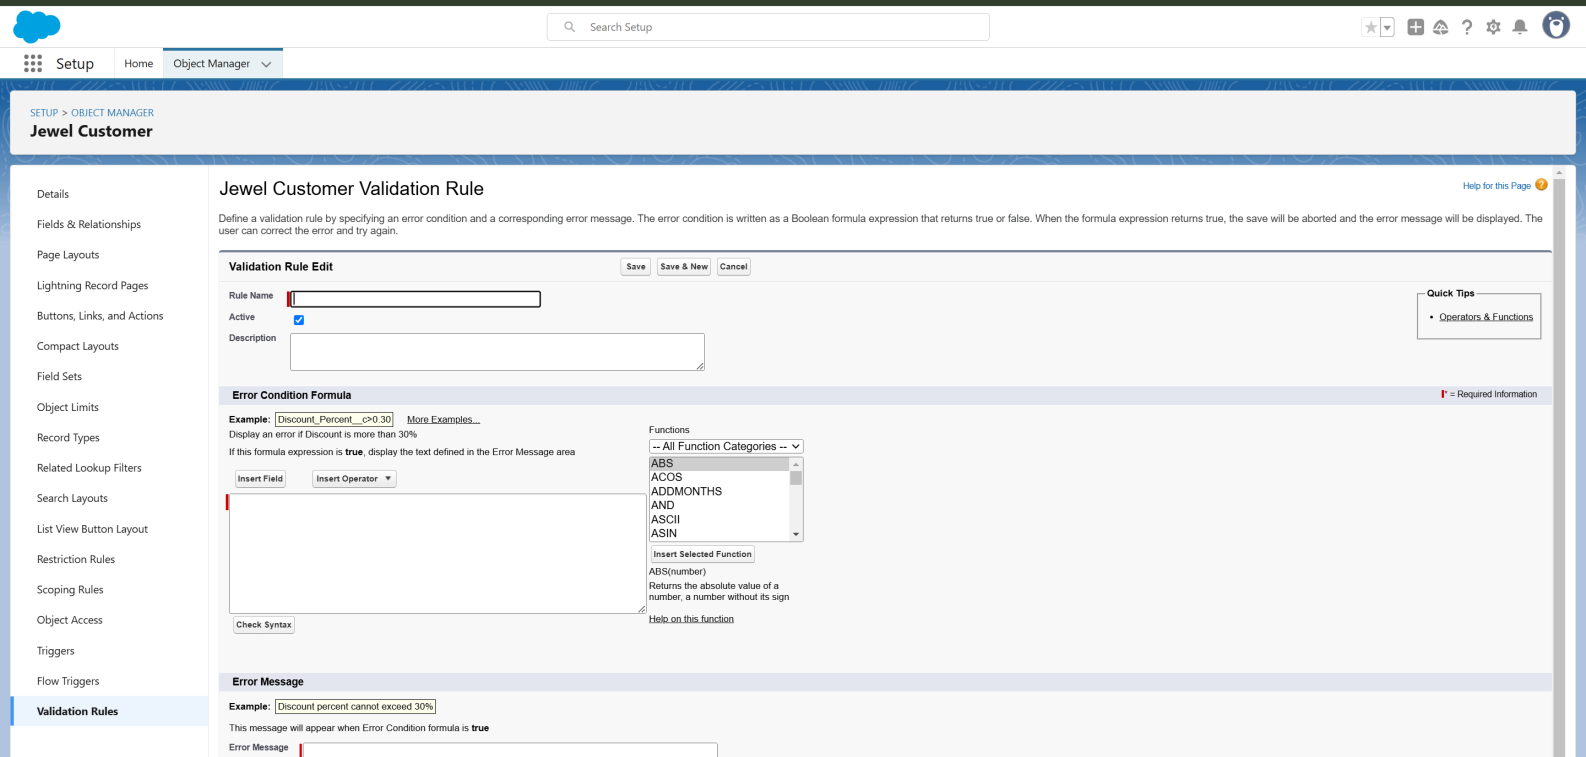 Search Setup
Setup
Home
Object Manager
SETUP > OBJECT MANAGER
Jewel Customer
Details
Fields & Relationships
Page Layouts
Lightning Record Pages
Buttons, Links, and Actions
Compact Layouts
Field Sets
Object Limits
Record Types
Related Lookup Filters
Search Layouts
List View Button Layout
Restriction Rules
Scoping Rules
Object Access
Triggers
Flow Triggers
Validation Rules
Jewel Customer Validation Rule
Help for this Page ?
Define a validation rule by specifying an error condition and a corresponding error message. The error condition is written as a Boolean formula expression that returns true or false. When the formula expression returns true, the save will be aborted and the error message will be displayed. The
user can correct the error and try again.
Validation Rule Edit
Save
Save & New
Cancel
Rule Name
Active
Description
Quick Tips
• Operators & Functions
Error Condition Formula
* = Required Information
Example: Discount_Percent__c>0.30 More Examples...
Display an error if Discount is more than 30%
If this formula expression is true, display the text defined in the Error Message area
Insert Field
Insert Operator
Functions
-- All Function Categories --
ABS
ACOS
ADDMONTHS
AND
ASCII
ASIN
Insert Selected Function
ABS(number)
Returns the absolute value of a
number, a number without its sign
Help on this function
Check Syntax
Error Message
Example: Discount percent cannot exceed 30%
This message will appear when Error Condition formula is true
Error Message